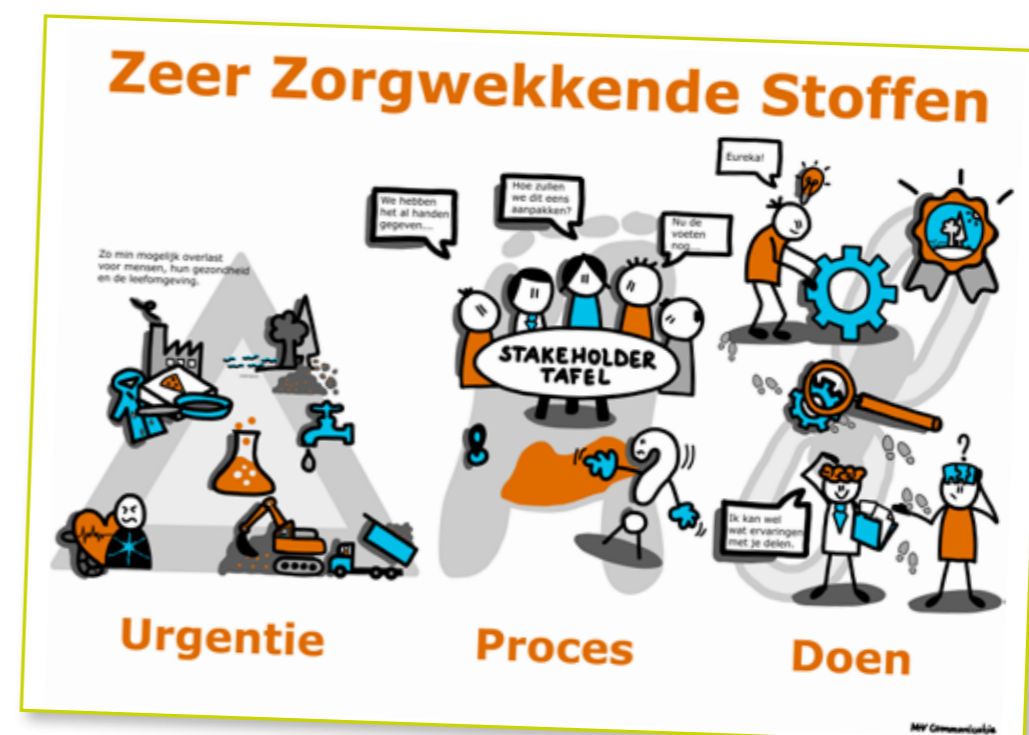 Zeer Zorgwekkende Stoffen
Zo min mogelijk overlast
voor mensen, hun gezondheid
en de leefomgeving.
Urgentie
We hebben
het al handen
gegeven...
Hoe zullen
we dit eens
aanpakken?
Nu de
voeten
nog...
STAKEHOLDER
TAFEL
Proces
Eureka!
?
Ik kan wel
wat ervaringen
met je delen.
Doen
MV Communicatie